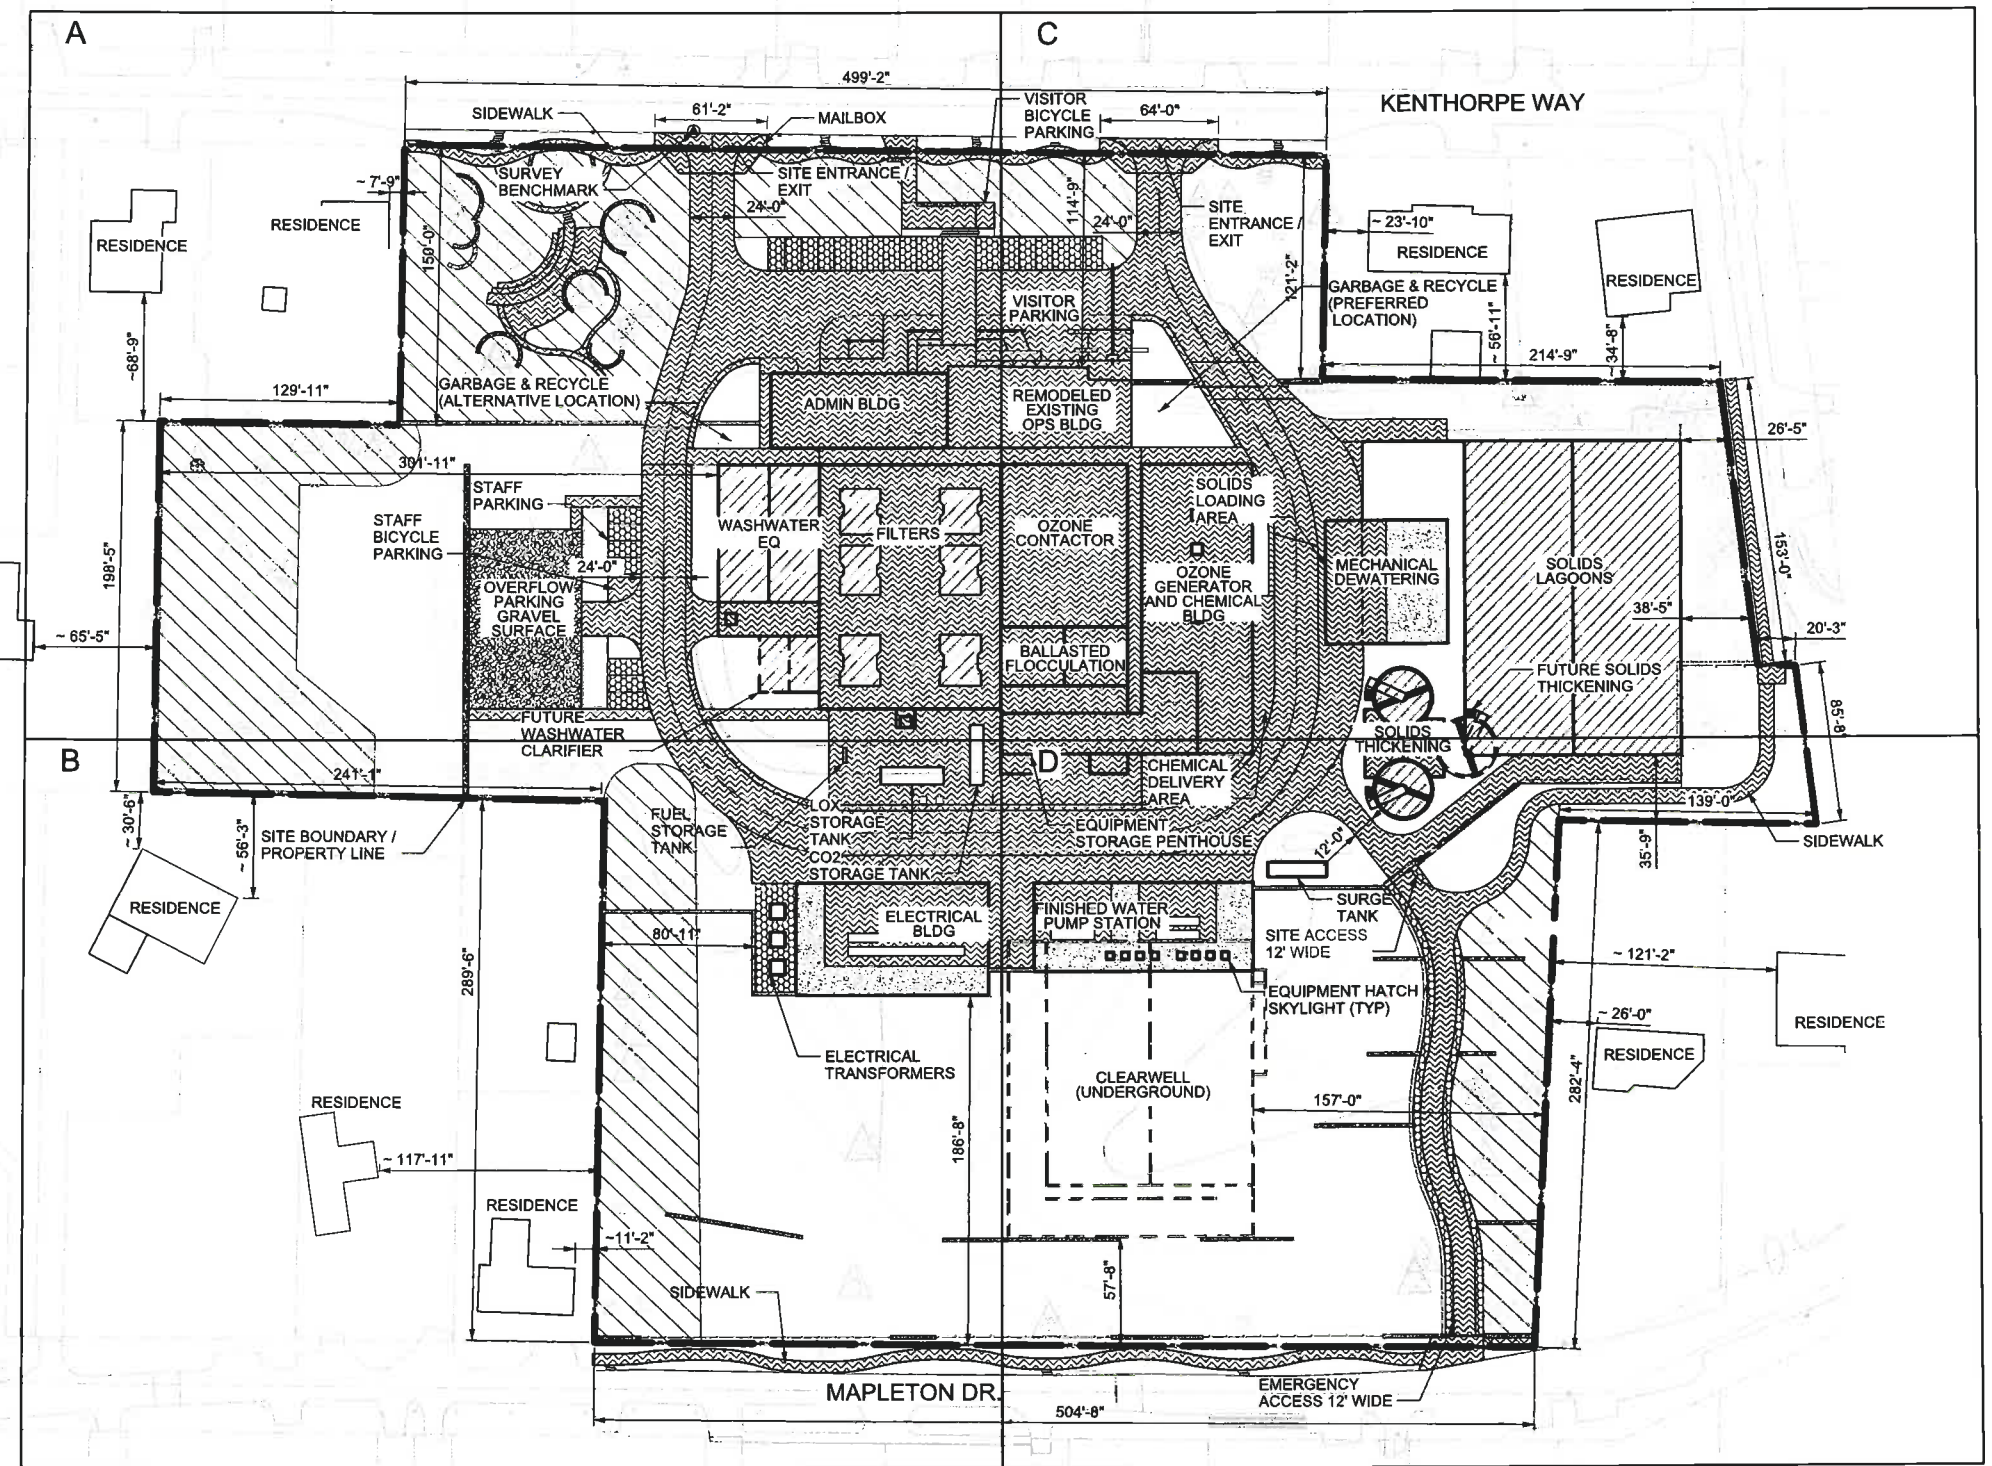 A
C
499'-2"
KENTHORPE WAY
SIDEWALK
61'-2"
MAILBOX
VISITOR
BICYCLE
PARKING
64'-0"
~ 7'-9"
SURVEY
BENCHMARK
SITE ENTRANCE /
EXIT
24'-0"
114'-9"
24'-0"
SITE
ENTRANCE /
EXIT
~ 23'-10"
RESIDENCE
RESIDENCE
RESIDENCE
RESIDENCE
150'-0"
121'-2"
GARBAGE & RECYCLE
(PREFERRED
LOCATION)
VISITOR
PARKING
~ 56'-11"
~34'-8"
214'-9"
~68'-9"
129'-11"
GARBAGE & RECYCLE
(ALTERNATIVE LOCATION)
ADMIN BLDG
REMODELED
EXISTING
OPS BLDG
26'-5"
301'-11"
STAFF
PARKING
STAFF
BICYCLE
PARKING
WASHWATER
EQ
FILTERS
OZONE
CONTACTOR
SOLIDS
LOADING
AREA
198'-5"
24'-0"
OVERFLOW
PARKING
GRAVEL
SURFACE
OZONE
GENERATOR
AND CHEMICAL
BLDG
MECHANICAL
DEWATERING
SOLIDS
LAGOONS
153'-0"
38'-5"
20'-3"
~ 65'-5"
BALLASTED
FLOCCULATION
FUTURE SOLIDS
THICKENING
85'-8"
FUTURE
WASHWATER
CLARIFIER
SOLIDS
THICKENING
B
D
241'-1"
CHEMICAL
DELIVERY
AREA
139'-0"
~ 30'-6"
~ 56'-3"
SITE BOUNDARY /
PROPERTY LINE
FUEL
STORAGE
TANK
LOX
STORAGE
TANK
CO2
STORAGE TANK
EQUIPMENT
STORAGE PENTHOUSE
12'-0"
35'-9"
SIDEWALK
RESIDENCE
ELECTRICAL
BLDG
FINISHED WATER
PUMP STATION
SURGE
TANK
80'-11"
SITE ACCESS
12' WIDE
~ 121'-2"
289'-6"
EQUIPMENT HATCH
SKYLIGHT (TYP)
~ 26'-0"
RESIDENCE
RESIDENCE
ELECTRICAL
TRANSFORMERS
CLEARWELL
(UNDERGROUND)
157'-0"
282'-4"
RESIDENCE
~ 117'-11"
186'-8"
RESIDENCE
~11'-2"
57'-8"
SIDEWALK
MAPLETON DR.
EMERGENCY
ACCESS 12' WIDE
504'-8"